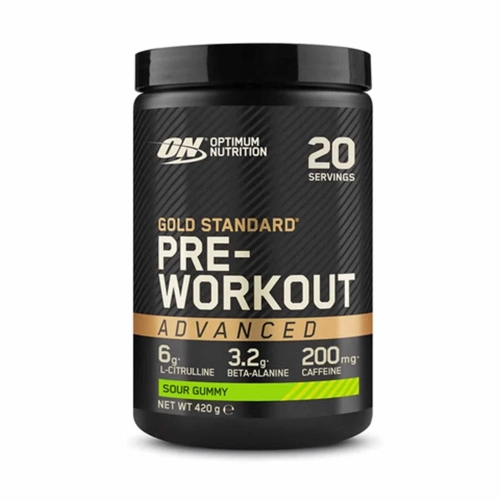 ON OPTIMUM
NUTRITION
20
SERVINGS
GOLD STANDARD®
PRE-
WORKOUT
ADVANCED
6g· 3.2g· 200mg·
L-CITRULLINE BETA-ALANINE CAFFEINE
SOUR GUMMY
NET WT 420g ℮